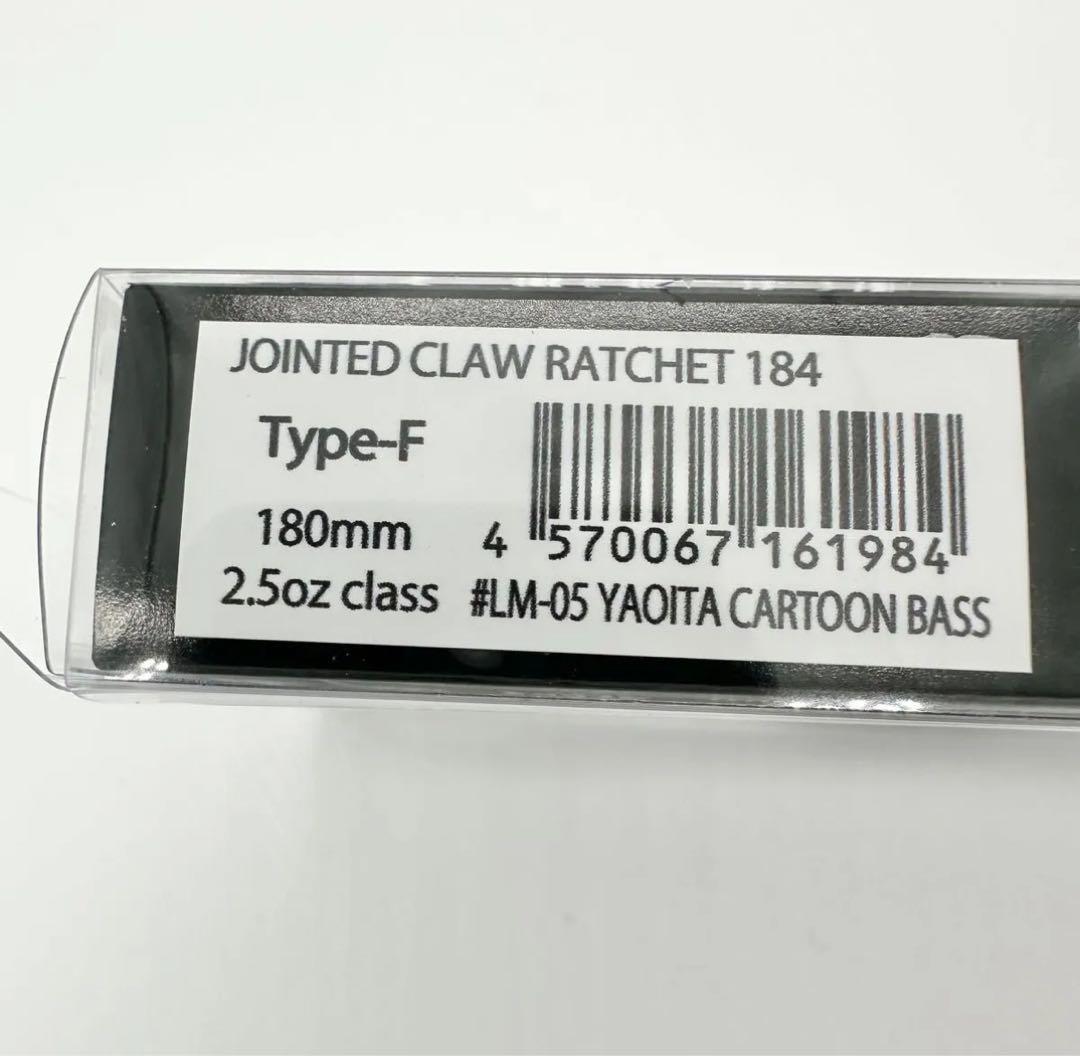 JOINTED CLAW RATCHET 184
Type-F
180mm
4 570067 161984
2.5oz class #LM-05 YAOITA CARTOON BASS